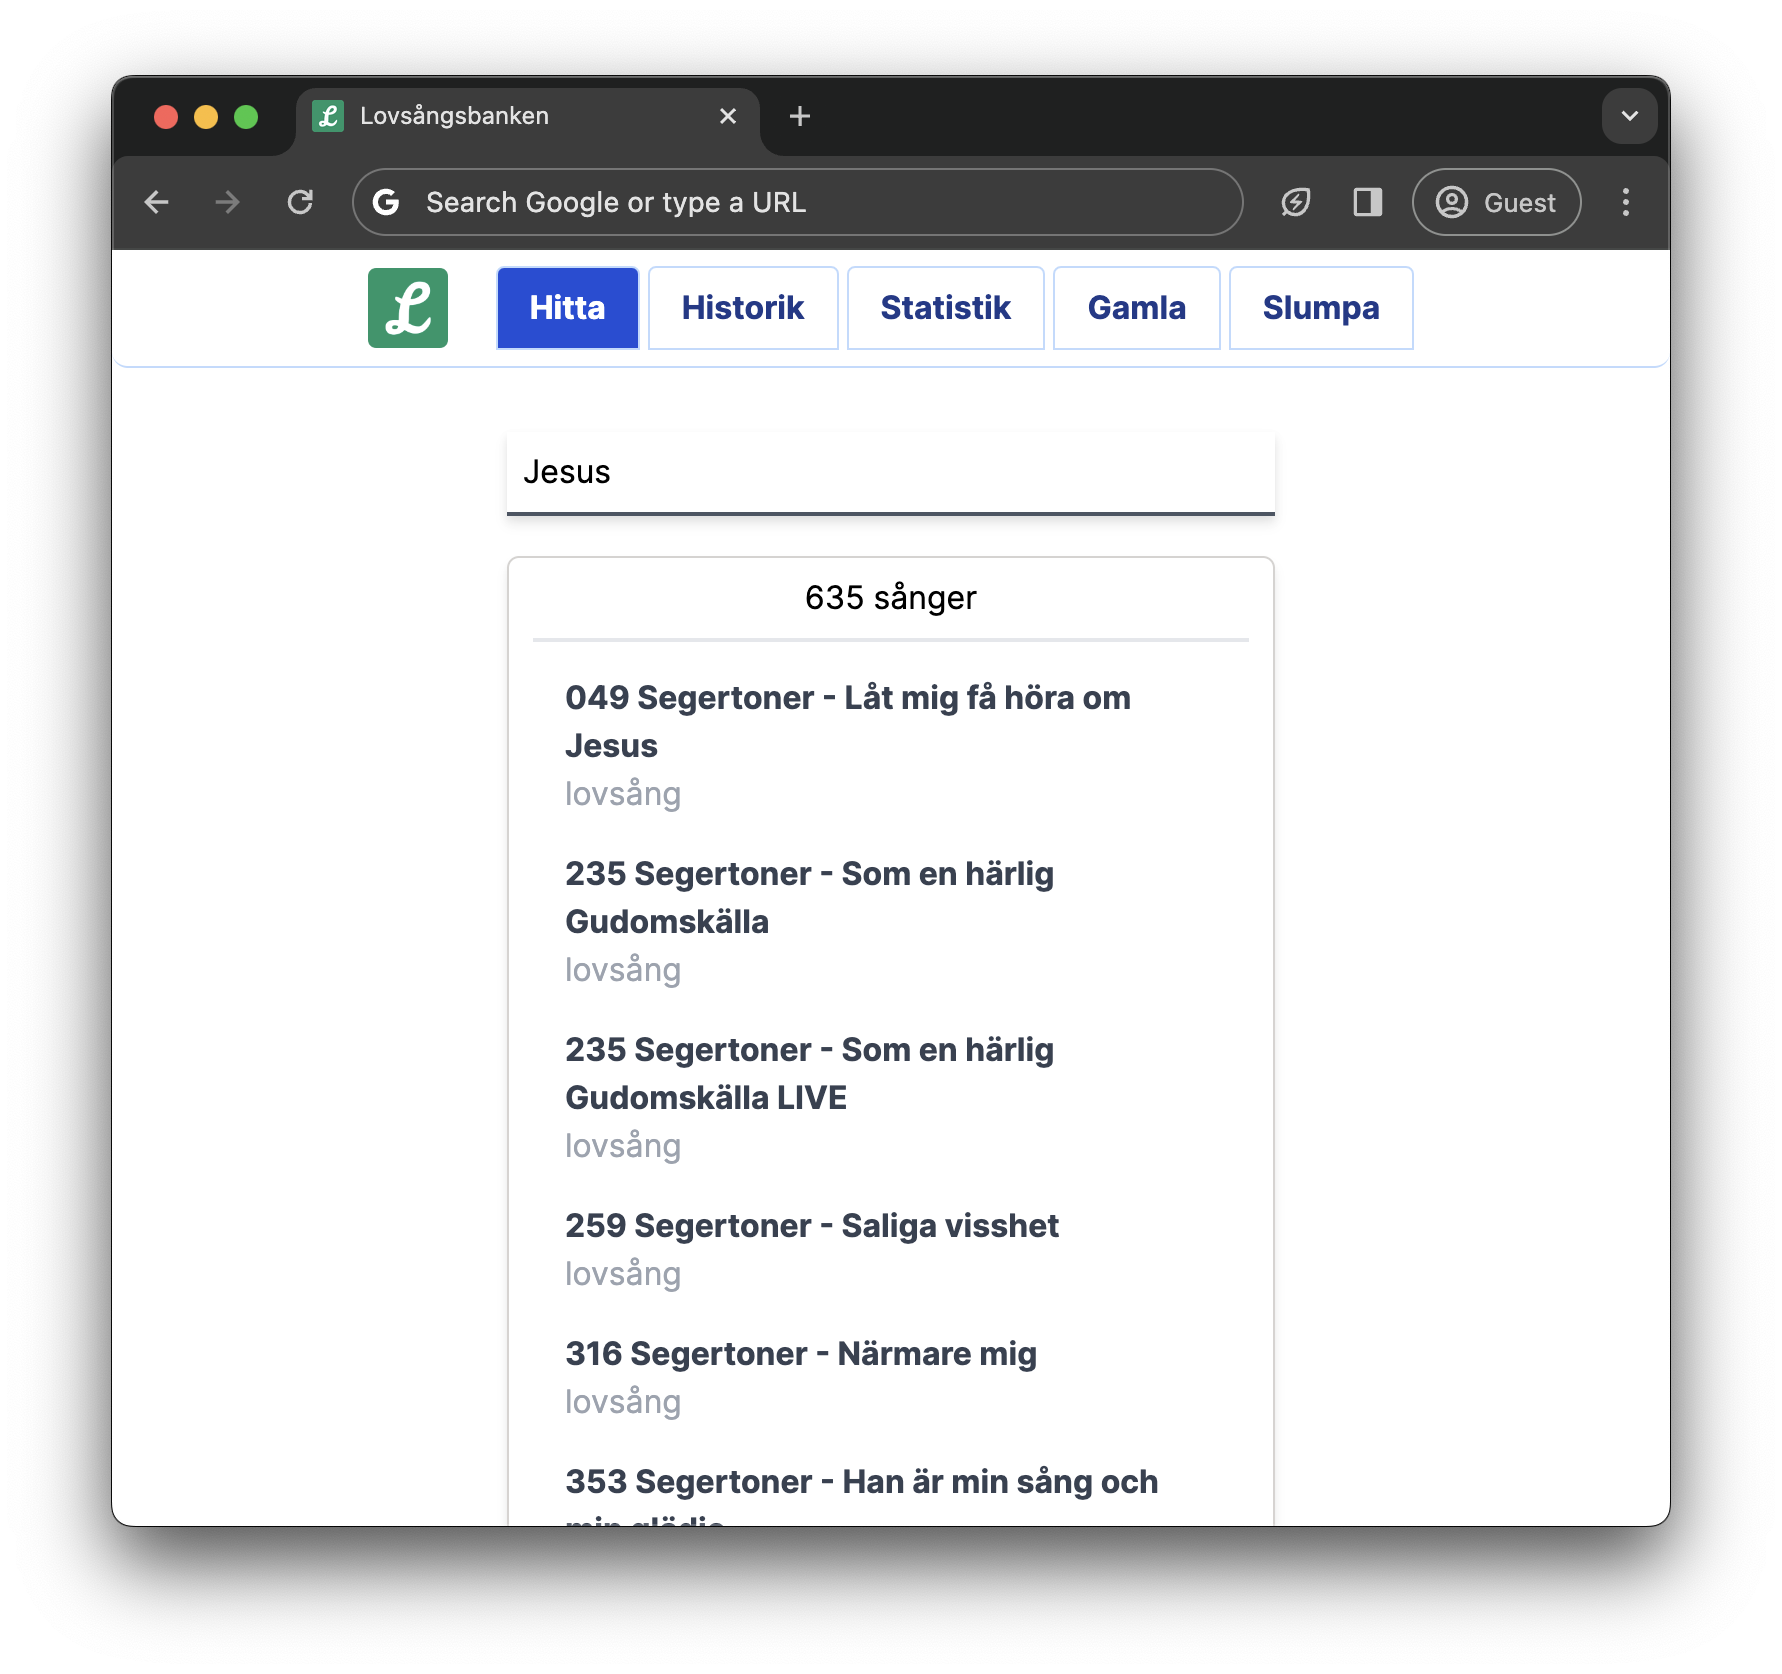 Lovsångsbanken
Search Google or type a URL
Guest
L Hitta Historik Statistik Gamla Slumpa
Jesus
635 sånger
049 Segertoner - Låt mig få höra om
Jesus
lovsång
235 Segertoner - Som en härlig
Gudomskälla
lovsång
235 Segertoner - Som en härlig
Gudomskälla LIVE
lovsång
259 Segertoner - Saliga visshet
lovsång
316 Segertoner - Närmare mig
lovsång
353 Segertoner - Han är min sång och
min glädje